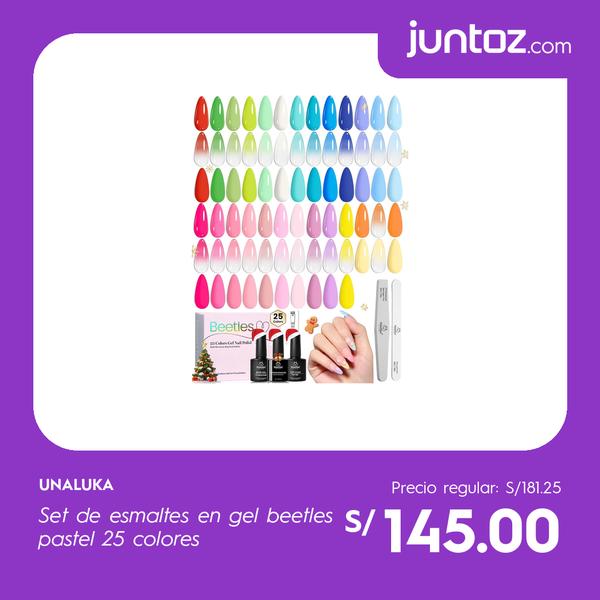 juntoz.com
Beetles
25
Colors
UNALUKA
Set de esmaltes en gel beetles
pastel 25 colores
Precio regular: S/181.25
S/ 145.00